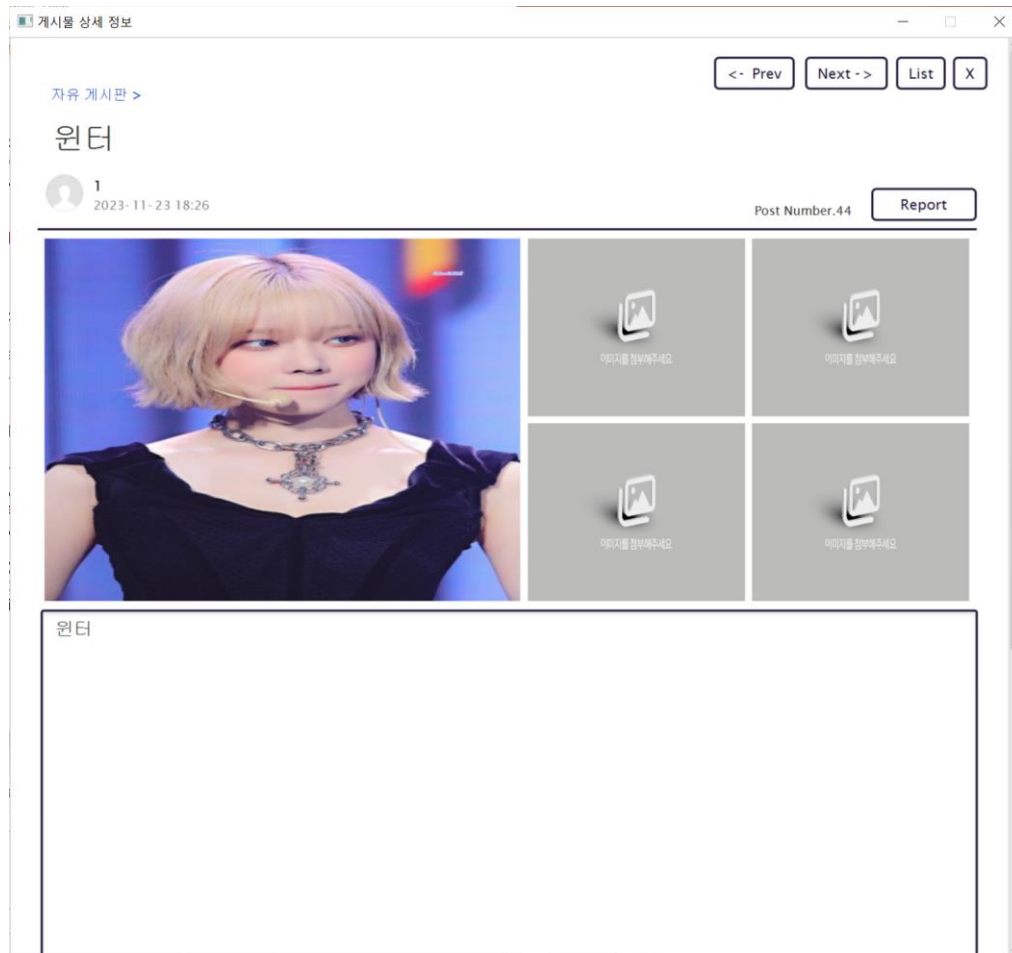 게시물 상세 정보
<- Prev Next -> List X
자유 게시판 >
윈터
1
2023-11-23 18:26
Post Number.44 Report
이미지를 첨부해주세요 이미지를 첨부해주세요
이미지를 첨부해주세요 이미지를 첨부해주세요
윈터